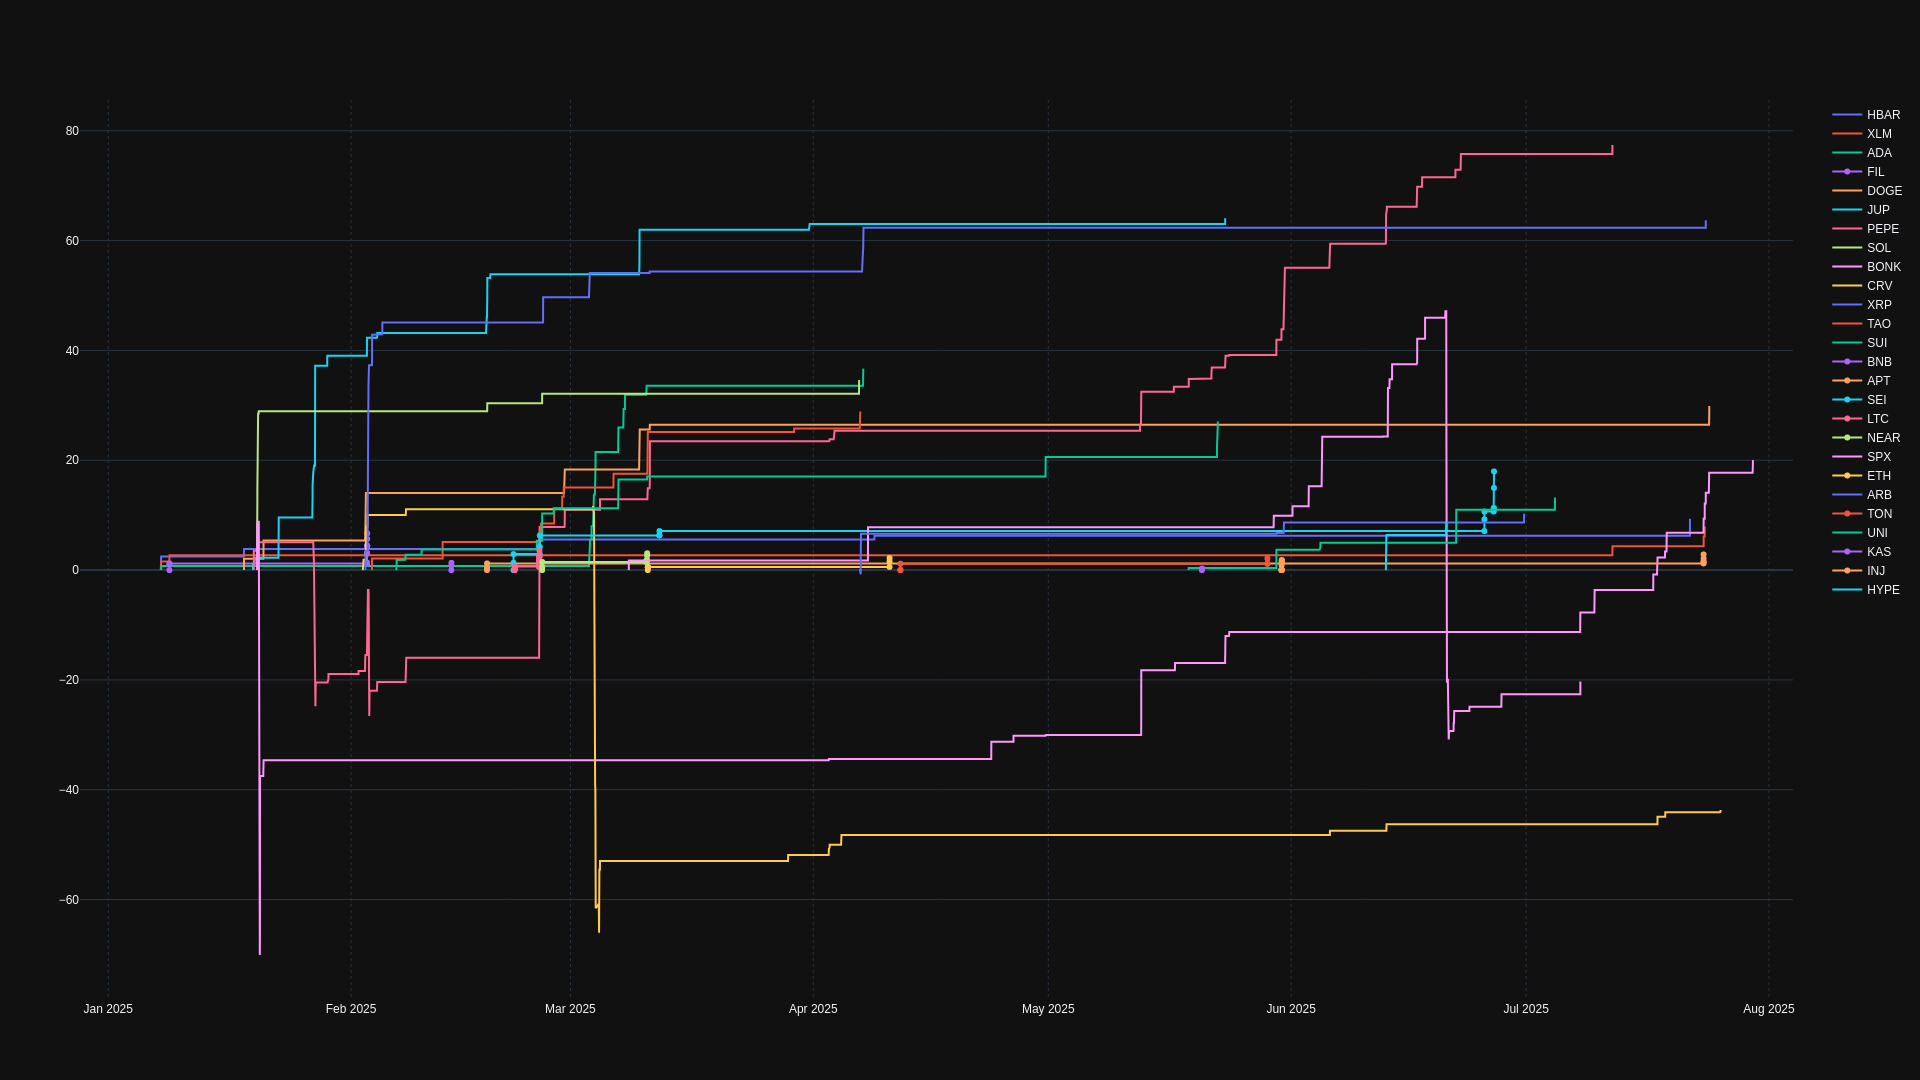 80
60
40
20
0
−20
−40
−60
Jan 2025
Feb 2025
Mar 2025
Apr 2025
May 2025
Jun 2025
Jul 2025
Aug 2025
HBAR
XLM
ADA
FIL
DOGE
JUP
PEPE
SOL
BONK
CRV
XRP
TAO
SUI
BNB
APT
SEI
LTC
NEAR
SPX
ETH
ARB
TON
UNI
KAS
INJ
HYPE